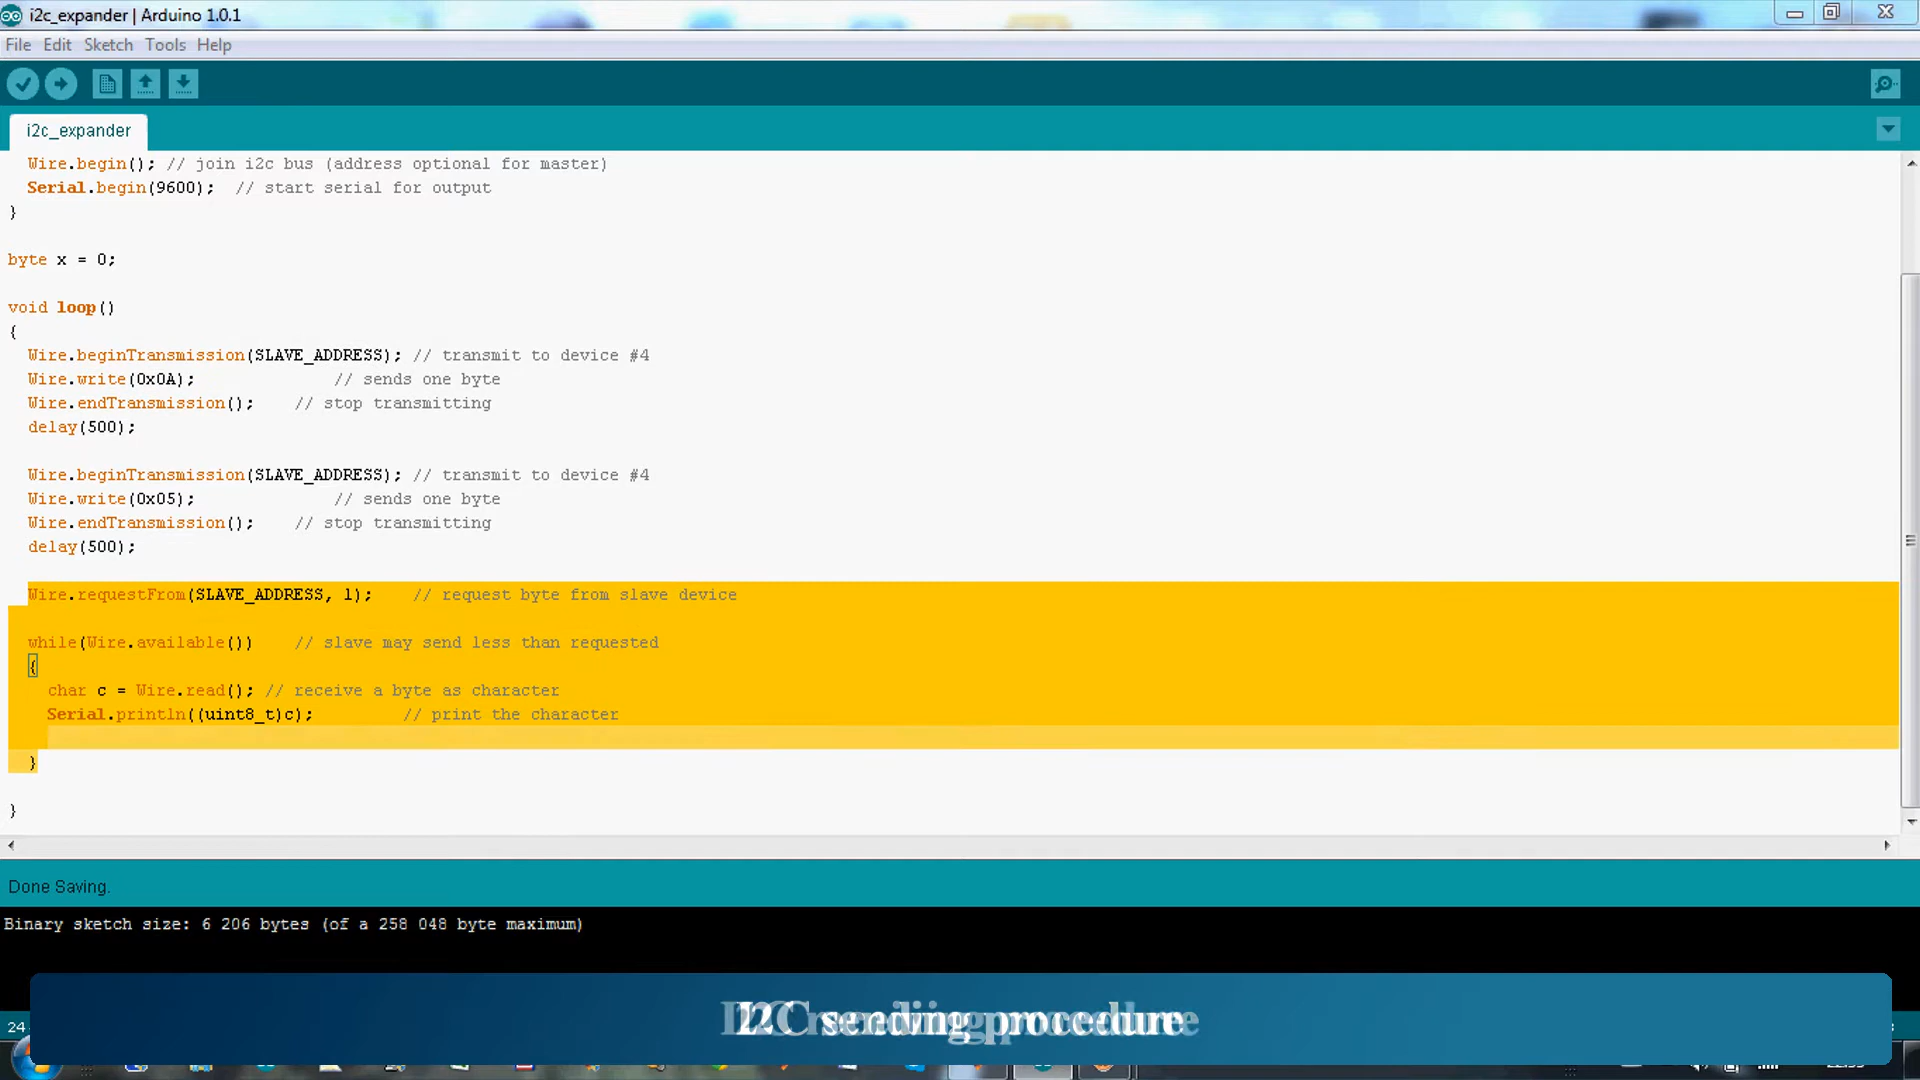 i2c_expander | Arduino 1.0.1
File Edit Sketch Tools Help
i2c_expander
Wire.begin(); // join i2c bus (address optional for master)
Serial.begin(9600);  // start serial for output
}
byte x = 0;
void loop()
{
Wire.beginTransmission(SLAVE_ADDRESS); // transmit to device #4
Wire.write(0x0A);              // sends one byte
Wire.endTransmission();    // stop transmitting
delay(500);
Wire.beginTransmission(SLAVE_ADDRESS); // transmit to device #4
Wire.write(0x05);              // sends one byte
Wire.endTransmission();    // stop transmitting
delay(500);
Wire.requestFrom(SLAVE_ADDRESS, 1);    // request byte from slave device
while(Wire.available())    // slave may send less than requested
{
char c = Wire.read(); // receive a byte as character
Serial.println((uint8_t)c);         // print the character
}
}
Done Saving.
Binary sketch size: 6 206 bytes (of a 258 048 byte maximum)
I2C sending procedure
24